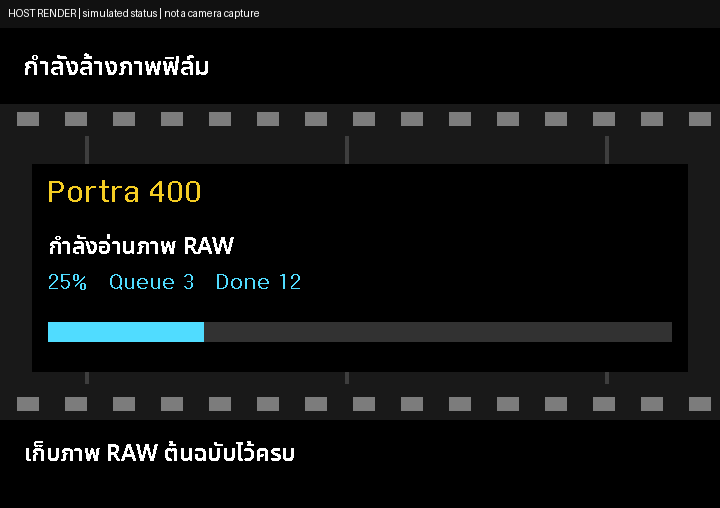 HOST RENDER | simulated status | not a camera capture
กำลังล้างภาพฟิล์ม
Portra 400
กำลังอ่านภาพ RAW
25% Queue 3 Done 12
เก็บภาพ RAW ต้นฉบับไว้ครบ